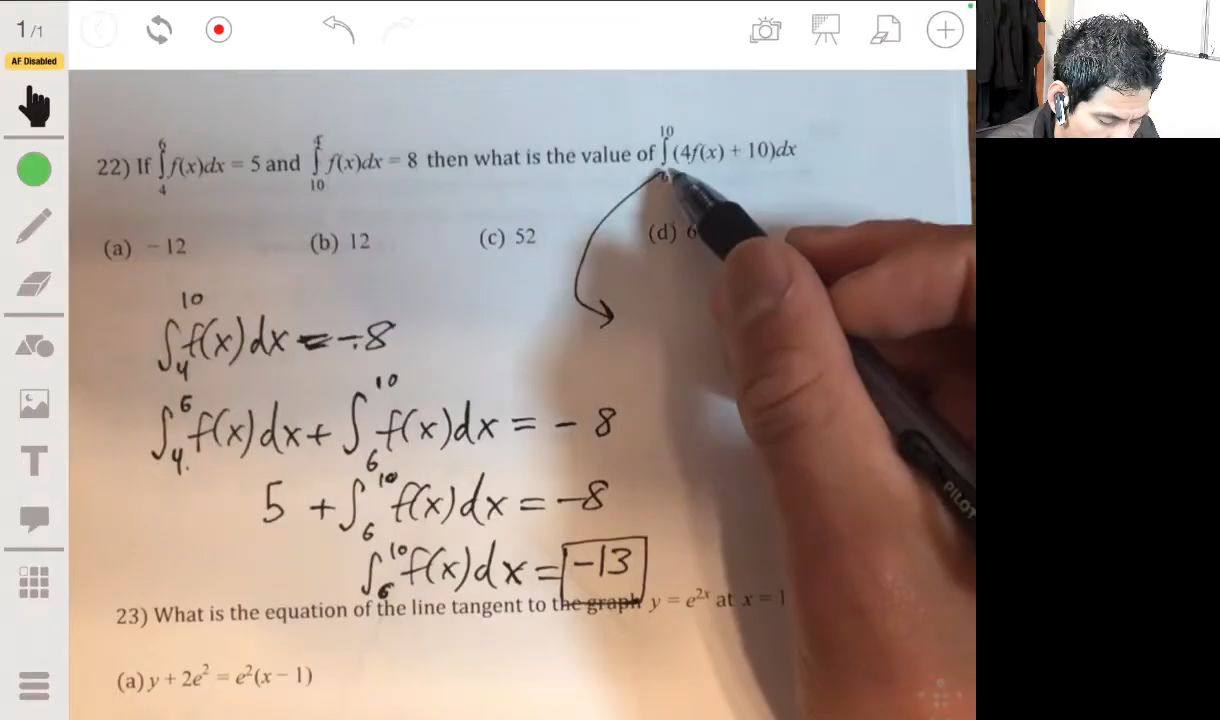 1/1
AF Disabled
22) If ∫₄⁶ f(x)dx = 5 and ∫₁₀⁴ f(x)dx = 8 then what is the value of ∫₆¹⁰ (4f(x) + 10)dx
(a) − 12 (b) 12 (c) 52 (d) 6
∫₄¹⁰ f(x)dx = -8
∫₄⁶ f(x)dx + ∫₆¹⁰ f(x)dx = - 8
5 + ∫₆¹⁰ f(x)dx = -8
∫₆¹⁰ f(x)dx = -13
23) What is the equation of the line tangent to the graph y = e²ˣ at x = 1
(a) y + 2e² = e²(x − 1)
T
PILOT